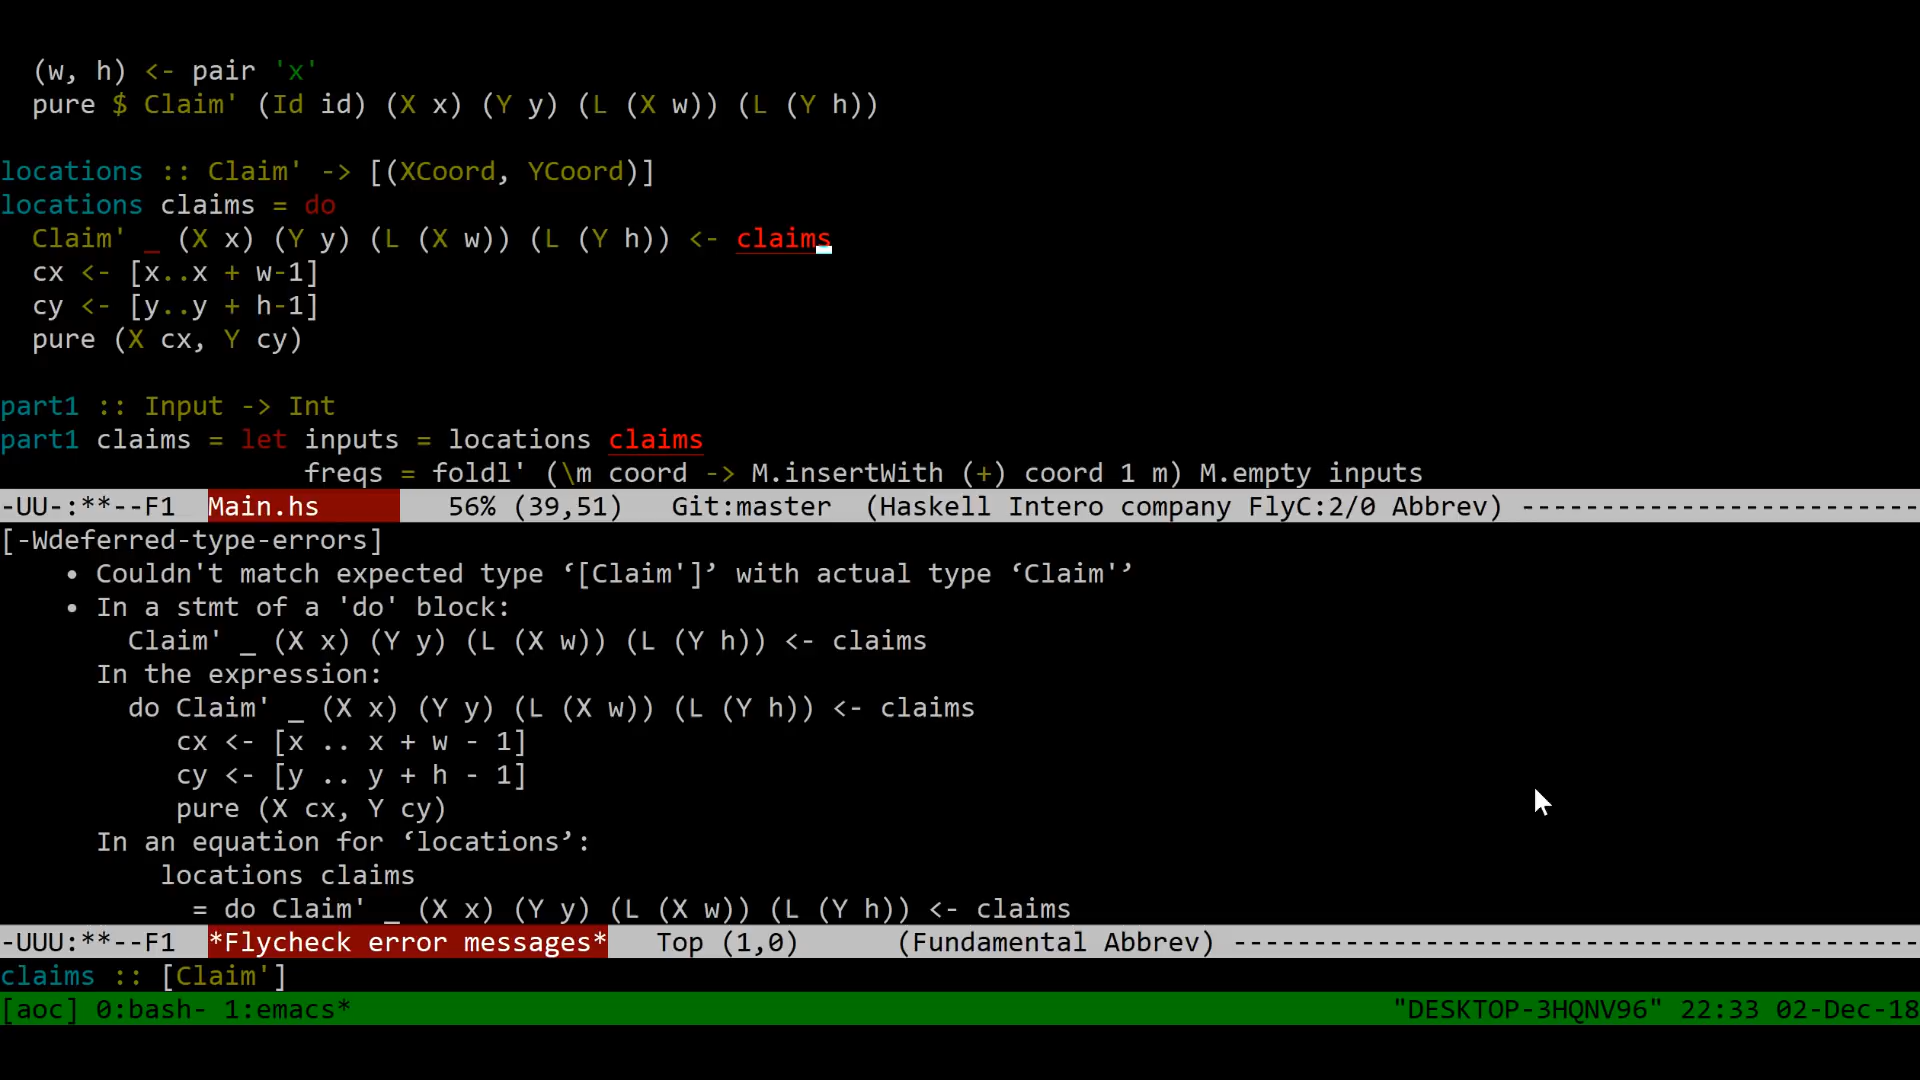 (w, h) <- pair 'x'
  pure $ Claim' (Id id) (X x) (Y y) (L (X w)) (L (Y h))
locations :: Claim' -> [(XCoord, YCoord)]
locations claims = do
  Claim' _ (X x) (Y y) (L (X w)) (L (Y h)) <- claims
  cx <- [x..x + w-1]
  cy <- [y..y + h-1]
  pure (X cx, Y cy)
part1 :: Input -> Int
part1 claims = let inputs = locations claims
                   freqs = foldl' (\m coord -> M.insertWith (+) coord 1 m) M.empty inputs
-UU-:**--F1  Main.hs        56% (39,51)   Git:master  (Haskell Intero company FlyC:2/0 Abbrev) -------------------------
[-Wdeferred-type-errors]
    • Couldn't match expected type ‘[Claim']’ with actual type ‘Claim'’
    • In a stmt of a 'do' block:
        Claim' _ (X x) (Y y) (L (X w)) (L (Y h)) <- claims
      In the expression:
        do Claim' _ (X x) (Y y) (L (X w)) (L (Y h)) <- claims
           cx <- [x .. x + w - 1]
           cy <- [y .. y + h - 1]
           pure (X cx, Y cy)
      In an equation for ‘locations’:
          locations claims
            = do Claim' _ (X x) (Y y) (L (X w)) (L (Y h)) <- claims
-UUU:**--F1  *Flycheck error messages*   Top (1,0)      (Fundamental Abbrev) -------------------------------------------
claims :: [Claim']
[aoc] 0:bash- 1:emacs* "DESKTOP-3HQNV96" 22:33 02-Dec-18